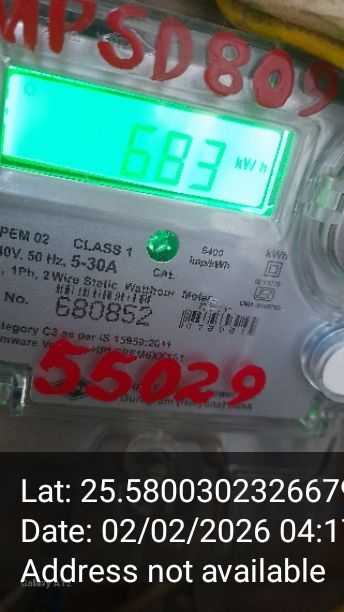 MPSD809
683 kWh
PEM 02 CLASS 1
40V, 50 Hz, 5-30A
6400
imp/kWh
kWh
CAL
, 1Ph, 2Wire Static Watthour Meter
No. 680852
tegory C3 as per IS 15959:2011
55029
Lat: 25.5800302326679
Date: 02/02/2026 04:1
Address not available